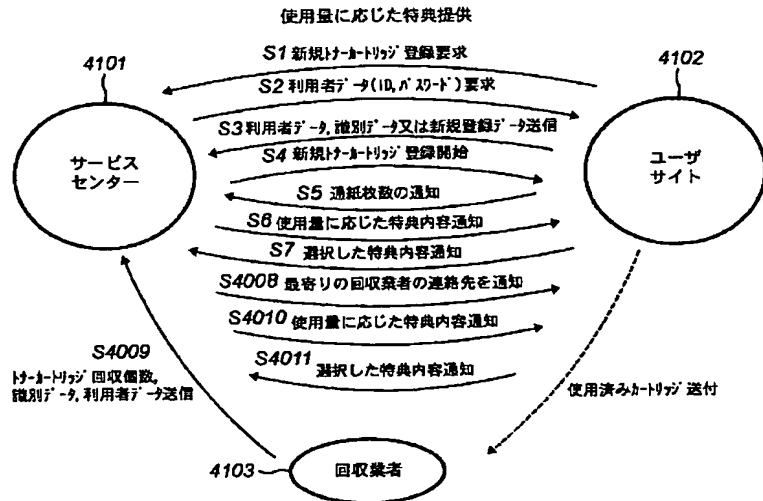 使用量に応じた特典提供
S1 新規ﾄﾅｰｶｰﾄﾘｯｼﾞ登録要求
4101
4102
S2 利用者データ(ID, ﾊﾟｽﾜｰﾄﾞ)要求
S3 利用者データ, 識別データ又は新規登録データ送信
S4 新規ﾄﾅｰｶｰﾄﾘｯｼﾞ登録開始
サービス
センター
ユーザ
サイト
S5 通紙枚数の通知
S6 使用量に応じた特典内容通知
S7 選択した特典内容通知
S4008 最寄りの回収業者の連絡先を通知
S4010 使用量に応じた特典内容通知
S4009
ﾄﾅｰｶｰﾄﾘｯｼﾞ回収個数,
識別データ, 利用者データ送信
S4011
選択した特典内容通知
使用済みｶｰﾄﾘｯｼﾞ送付
4103
回収業者